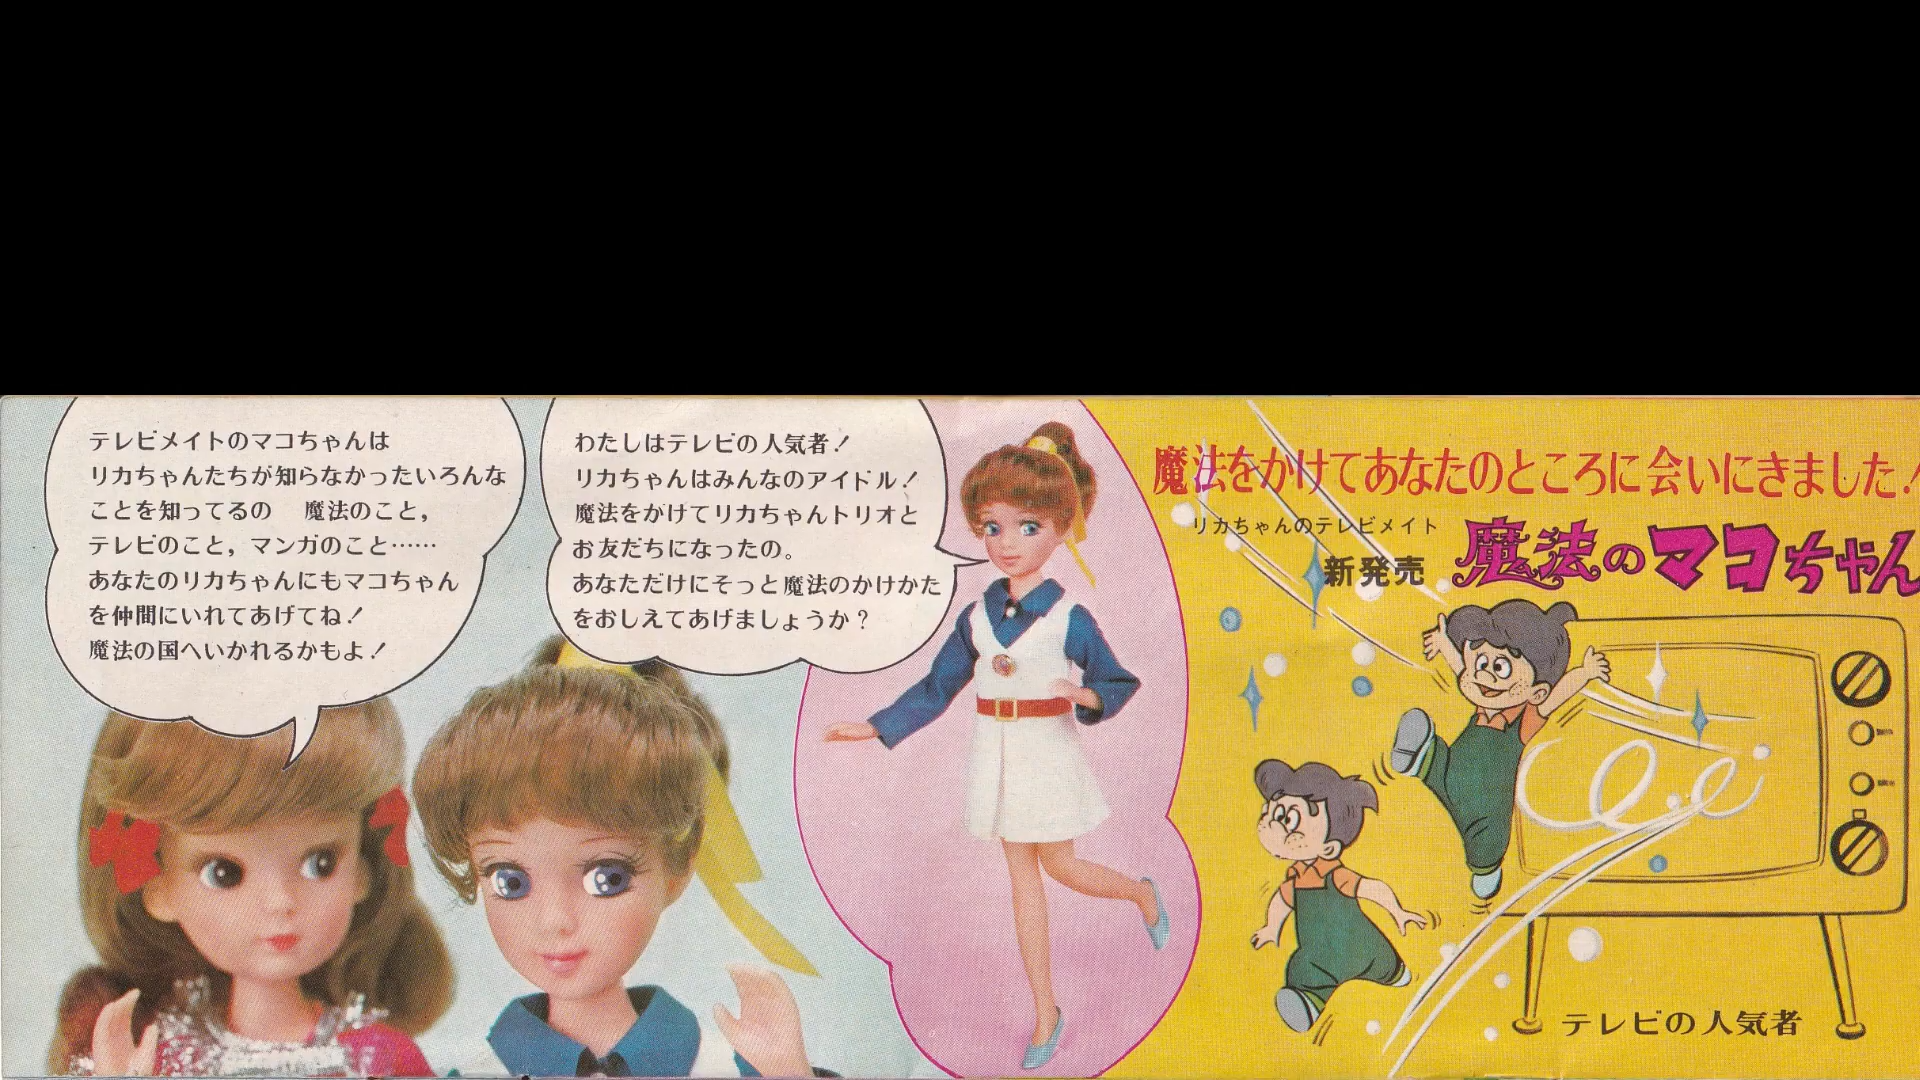 テレビメイトのマコちゃんは
リカちゃんたちが知らなかったいろんな
ことを知ってるの　魔法のこと，
テレビのこと，マンガのこと……
あなたのリカちゃんにもマコちゃん
を仲間にいれてあげてね！
魔法の国へいかれるかもよ！
わたしはテレビの人気者！
リカちゃんはみんなのアイドル！
魔法をかけてリカちゃんトリオと
お友だちになったの。
あなただけにそっと魔法のかけかた
をおしえてあげましょうか？
魔法をかけてあなたのところに会いにきました！
リカちゃんのテレビメイト
新発売
魔法のマコちゃん
テレビの人気者